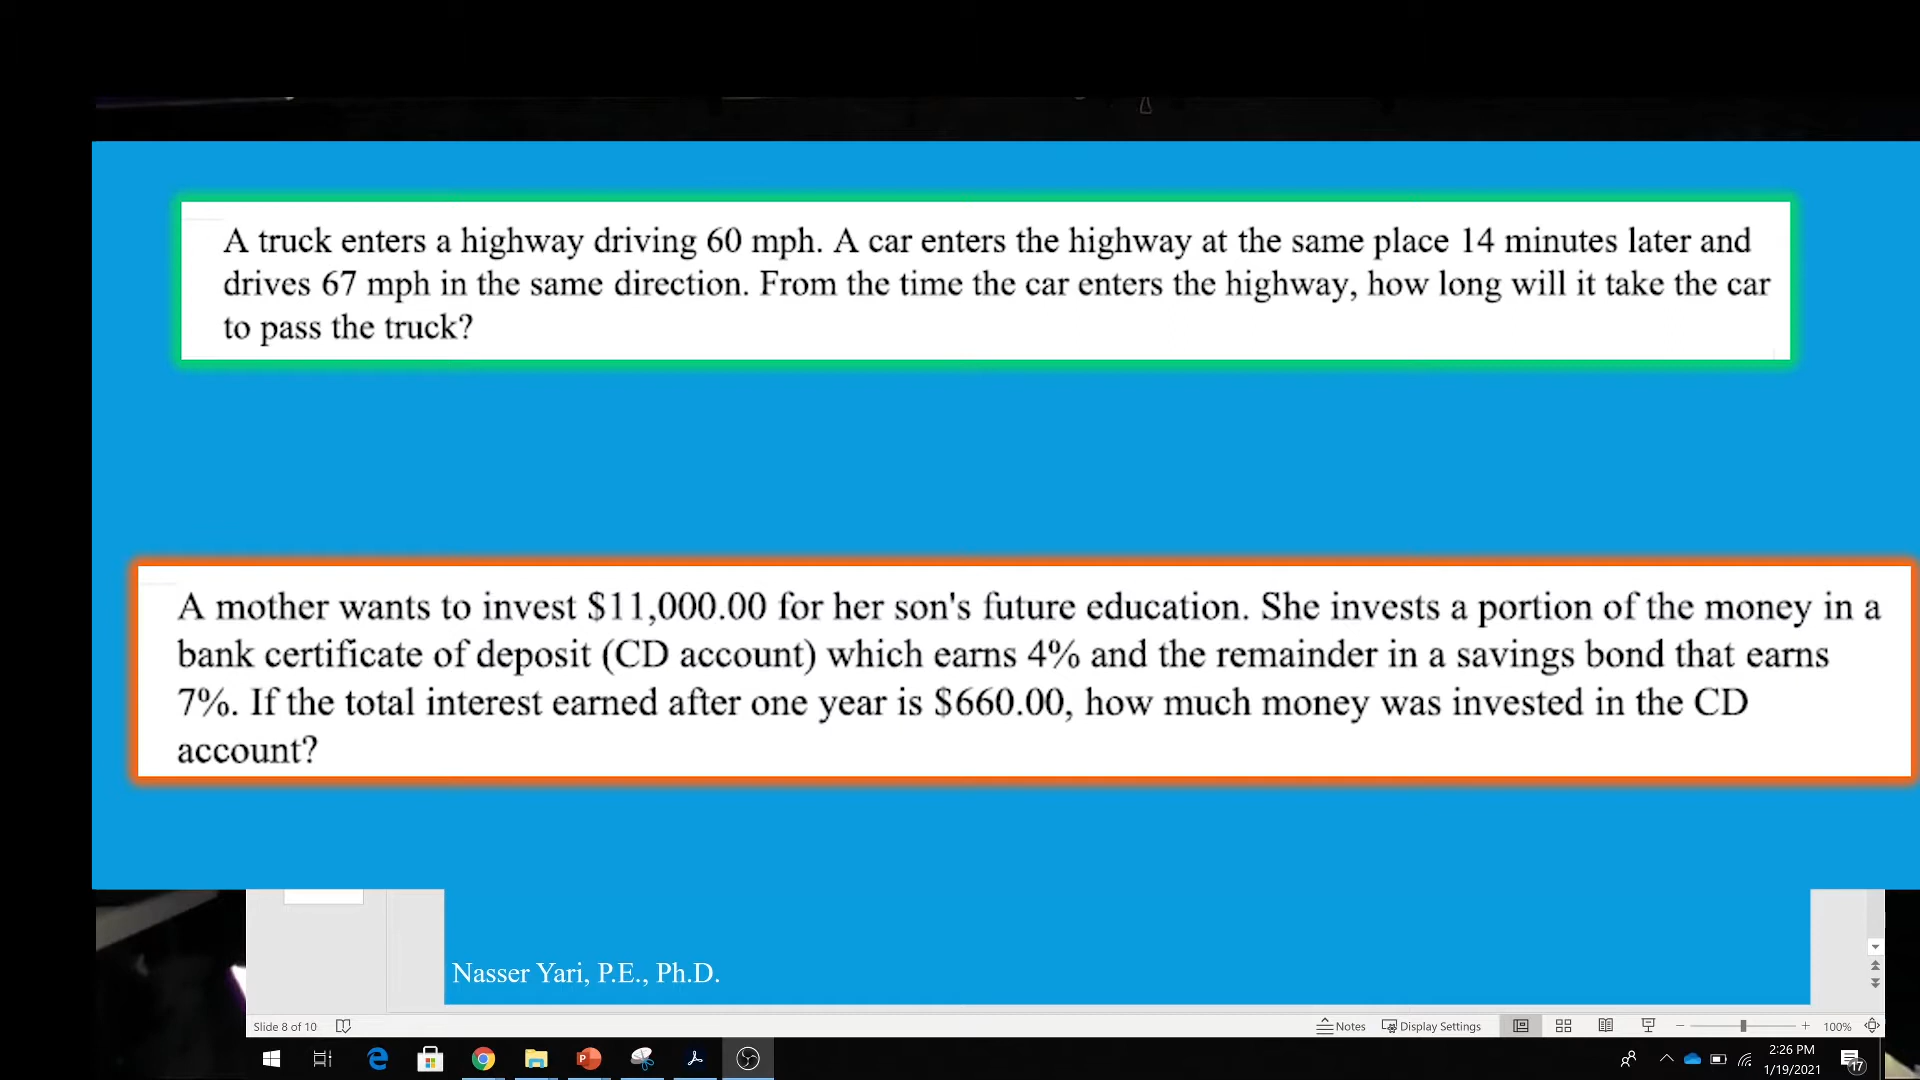 A truck enters a highway driving 60 mph. A car enters the highway at the same place 14 minutes later and
drives 67 mph in the same direction. From the time the car enters the highway, how long will it take the car
to pass the truck?
A mother wants to invest $11,000.00 for her son's future education. She invests a portion of the money in a
bank certificate of deposit (CD account) which earns 4% and the remainder in a savings bond that earns
7%. If the total interest earned after one year is $660.00, how much money was invested in the CD
account?
Nasser Yari, P.E., Ph.D.
Slide 8 of 10
Notes
Display Settings
100%
2:26 PM
1/19/2021
17